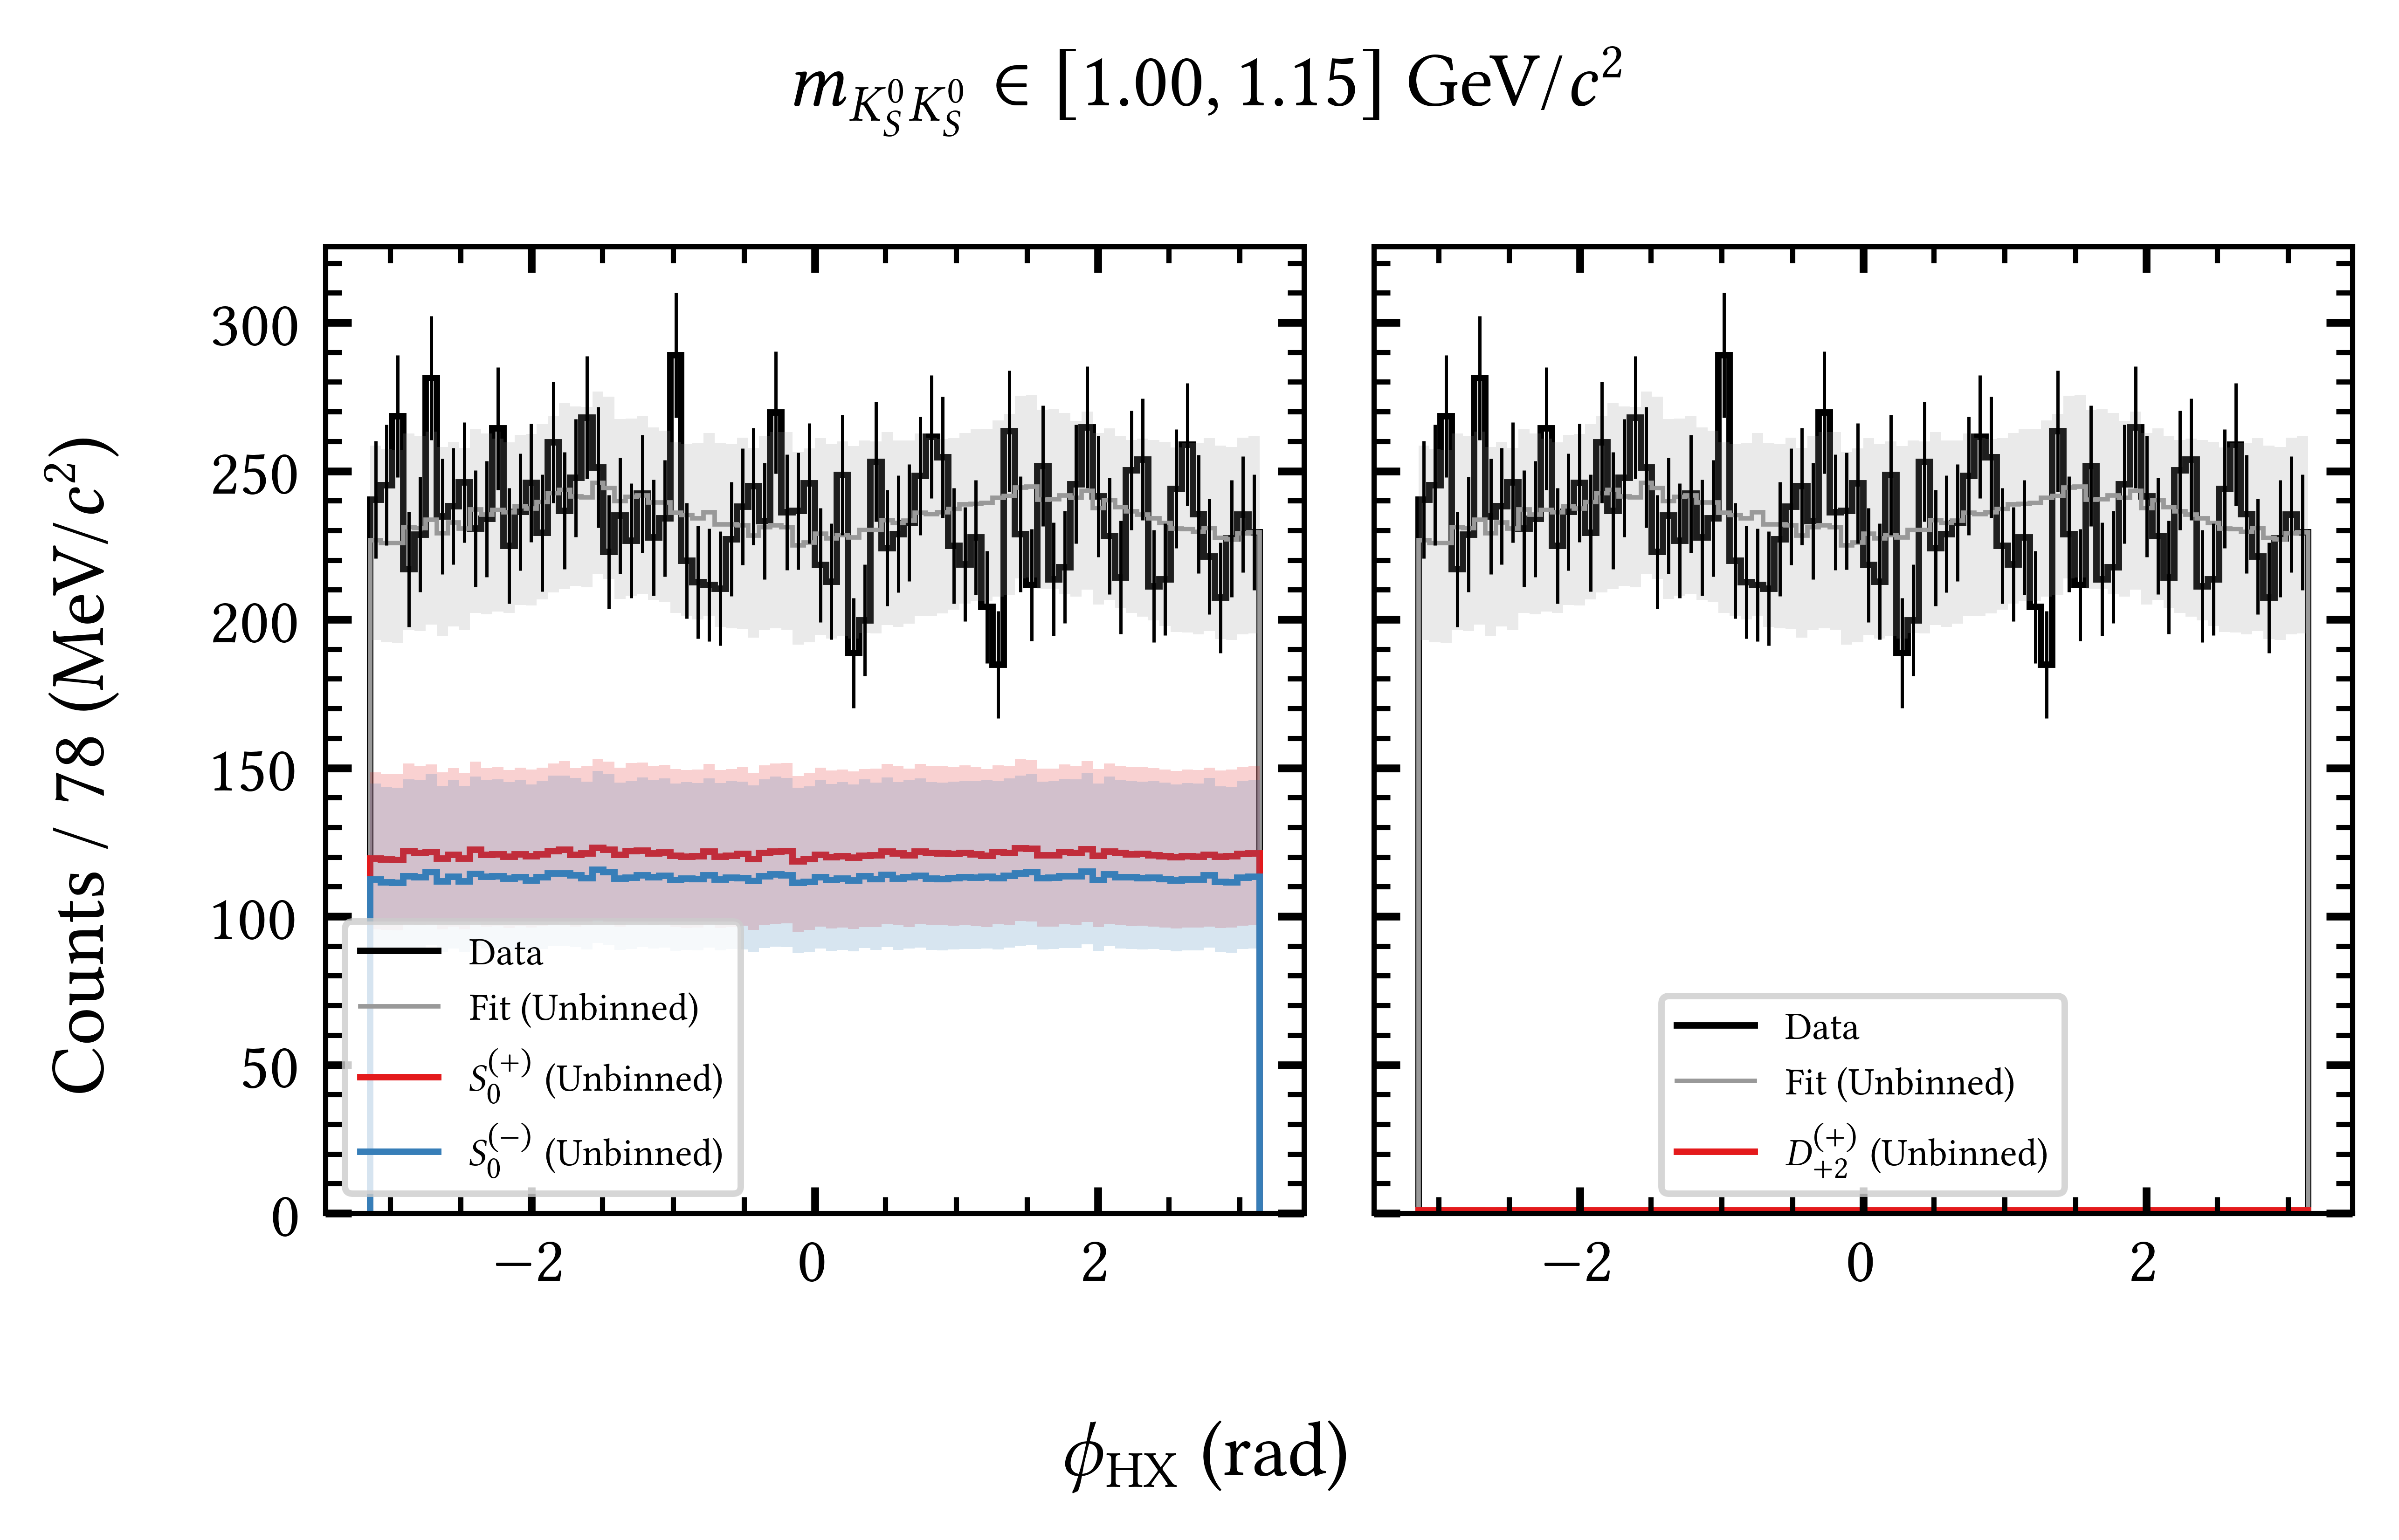 m_{K_S^0 K_S^0} ∈ [1.00, 1.15] GeV/c²
Counts / 78 (MeV/c²)
300
250
200
150
100
50
0
Data
Fit (Unbinned)
S_0^{(+)} (Unbinned)
S_0^{(−)} (Unbinned)
−2 0 2
Data
Fit (Unbinned)
D_{+2}^{(+)} (Unbinned)
−2 0 2
ϕ_{HX} (rad)